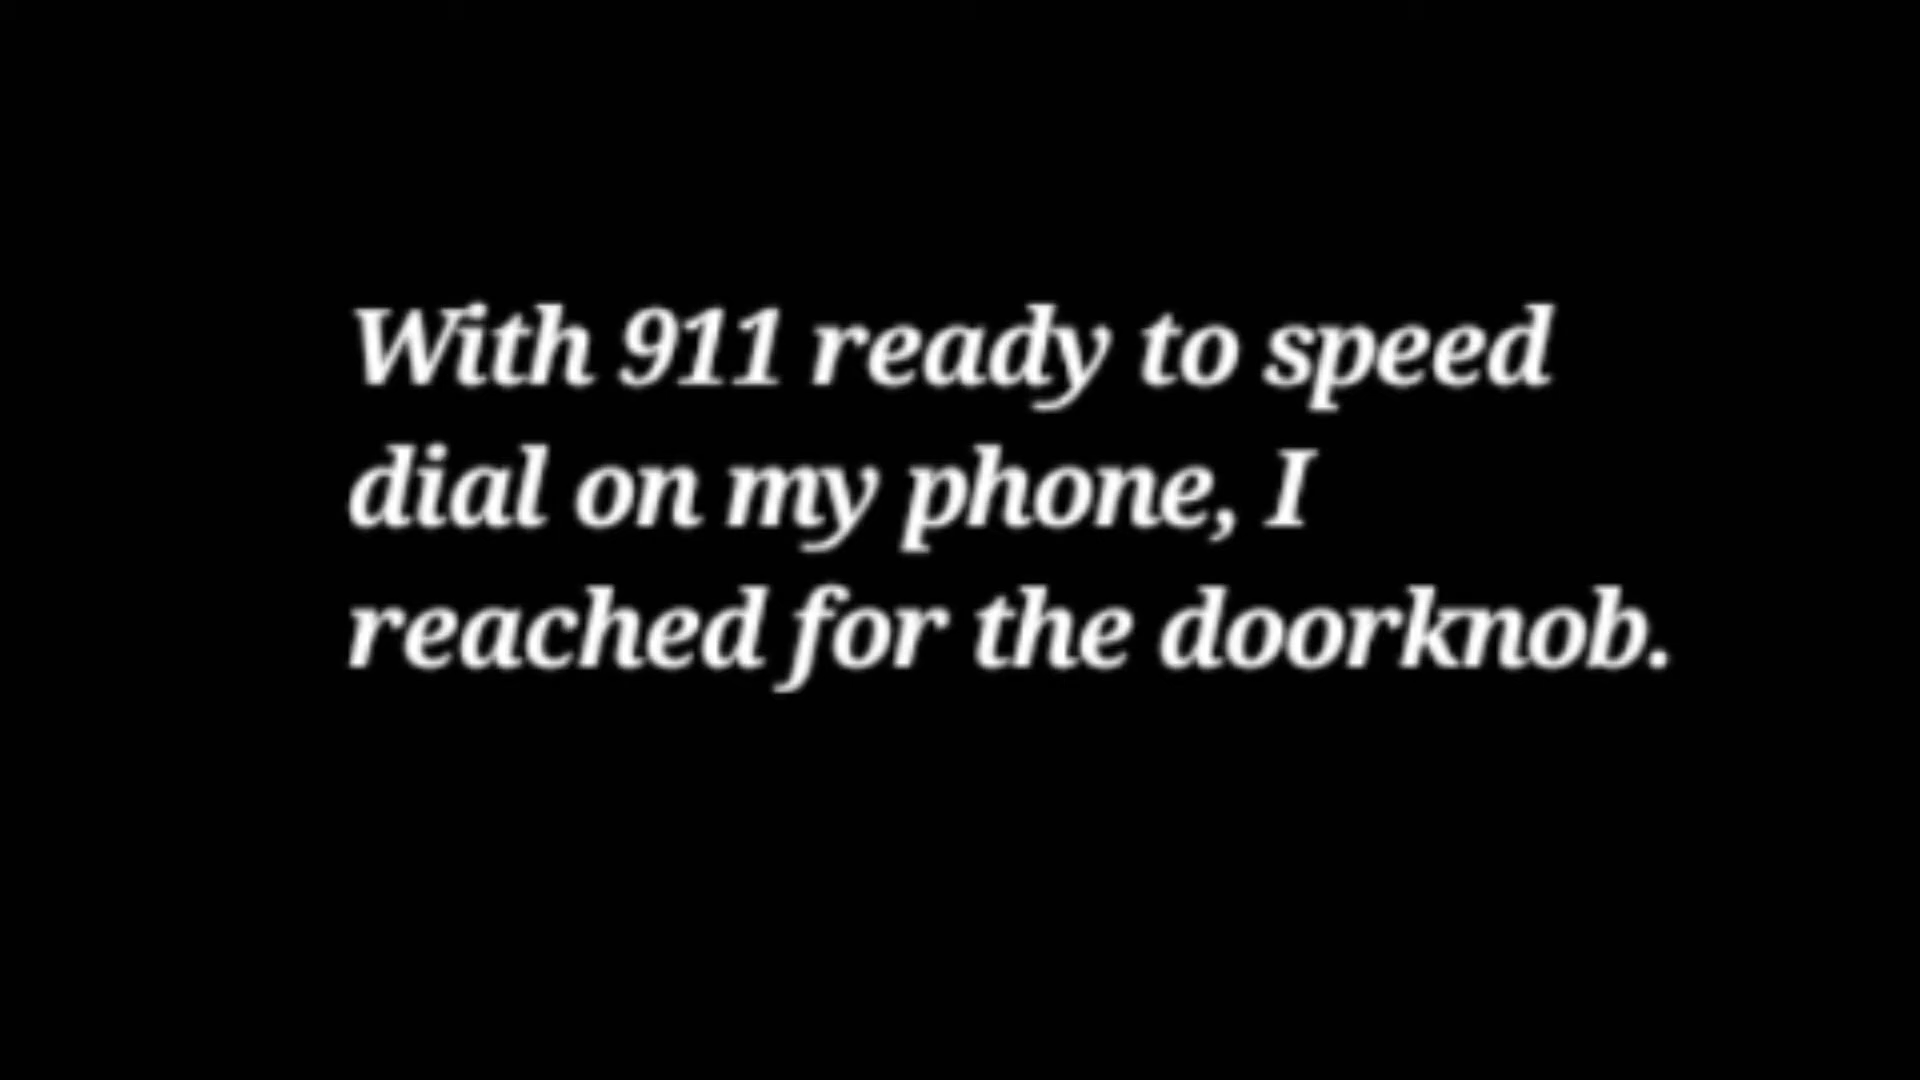 With 911 ready to speed
dial on my phone, I
reached for the doorknob.